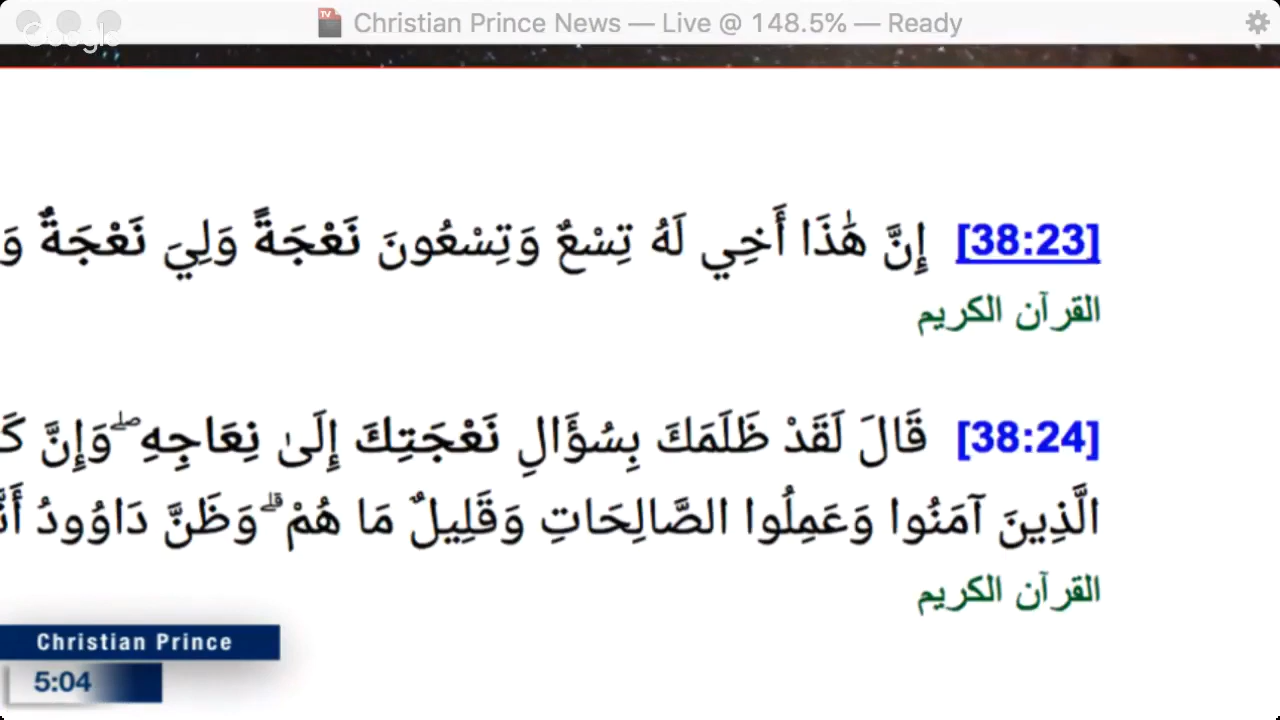 Christian Prince News — Live @ 148.5% — Ready
Google
[38:23] إِنَّ هَٰذَا أَخِي لَهُ تِسْعٌ وَتِسْعُونَ نَعْجَةً وَلِيَ نَعْجَةٌ وَ
القرآن الكريم
[38:24] قَالَ لَقَدْ ظَلَمَكَ بِسُؤَالِ نَعْجَتِكَ إِلَىٰ نِعَاجِهِ ۖ وَإِنَّ كَ
الَّذِينَ آمَنُوا وَعَمِلُوا الصَّالِحَاتِ وَقَلِيلٌ مَا هُمْ ۗ وَظَنَّ دَاوُودُ
القرآن الكريم
Christian Prince
5:04